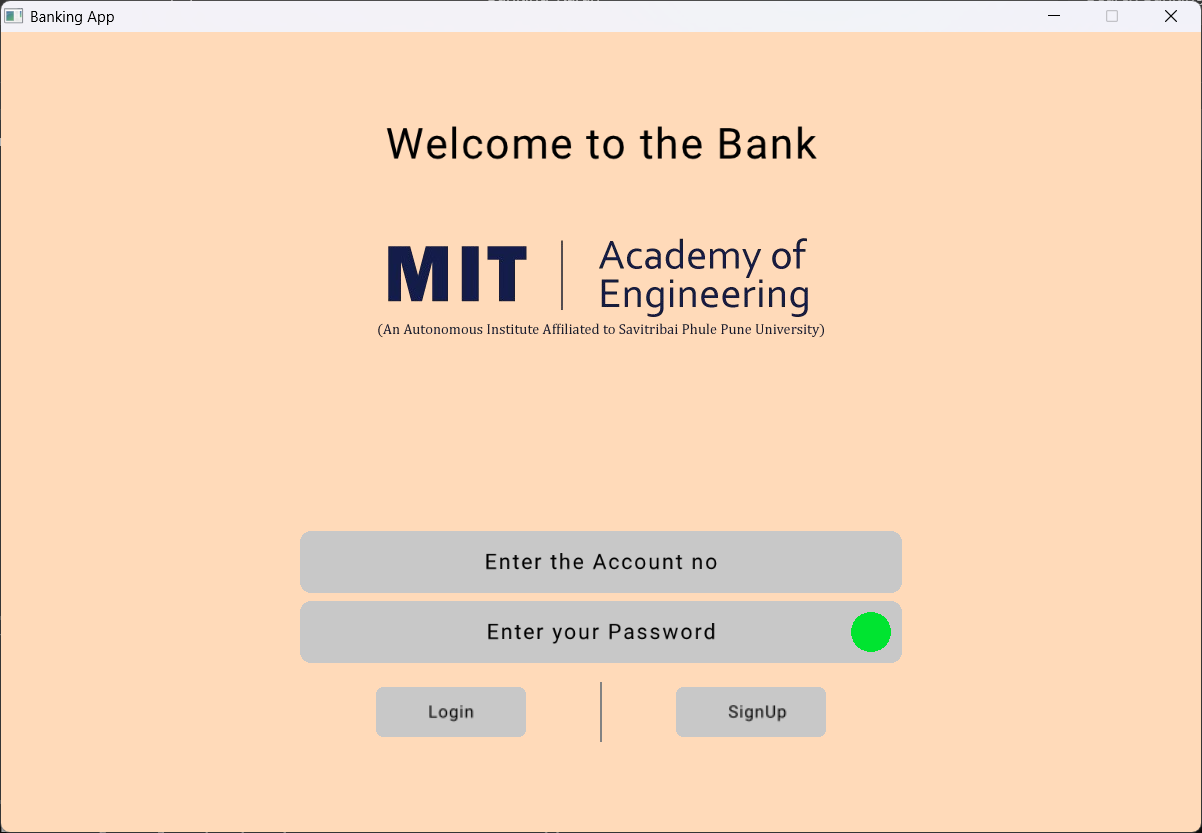 Banking App
Welcome to the Bank
MIT
Academy of
Engineering
(An Autonomous Institute Affiliated to Savitribai Phule Pune University)
Enter the Account no
Enter your Password
Login
SignUp